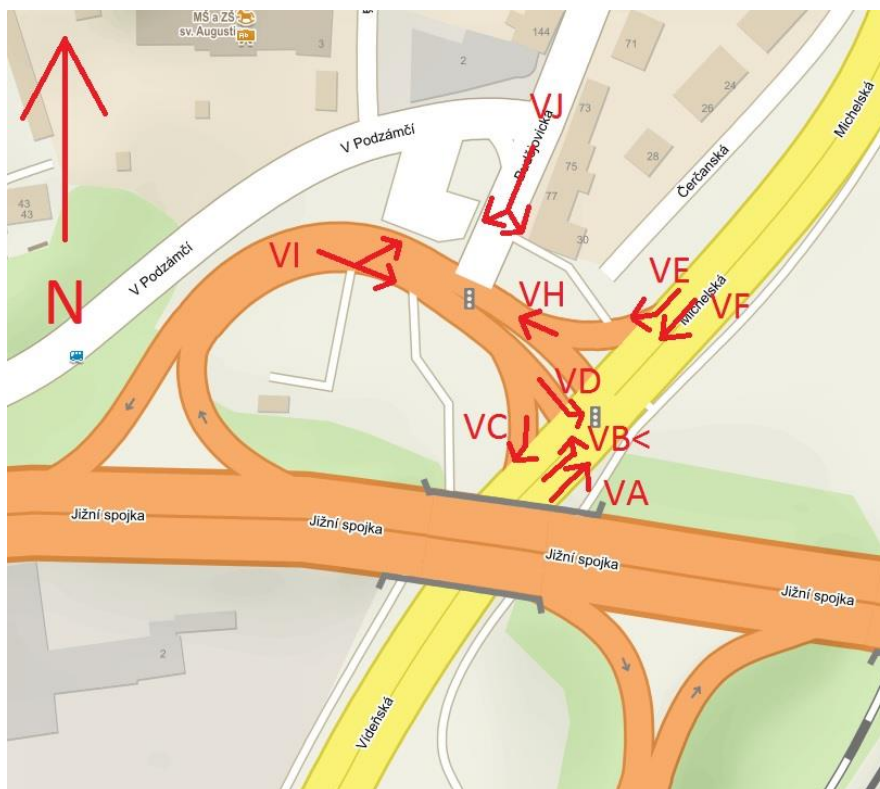 MŠ a ZŠ
sv. Augusti
3
2
144
71
73
75
77
30
24
26
28
43
43
V Podzámčí
V Podzámčí
Budějovická
Čerčanská
Michelská
Michelská
VJ
VI
N
VE
VF
VH
VD
VC
VB<
VA
Jižní spojka
Jižní spojka
Jižní spojka
Jižní spojka
2
Vídeňská